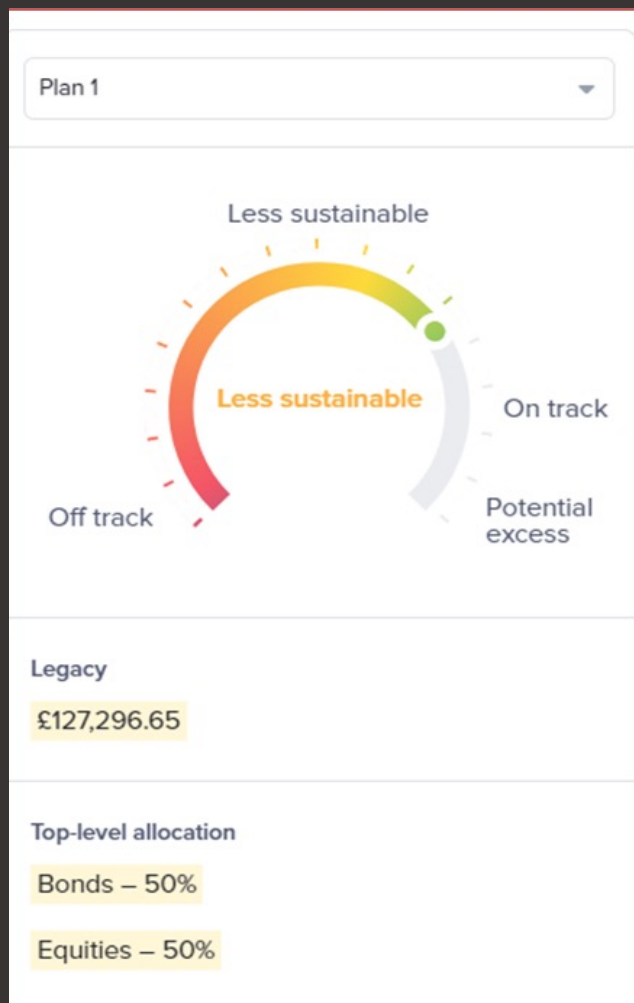 Plan 1
Less sustainable
Less sustainable
On track
Off track
Potential
excess
Legacy
£127,296.65
Top-level allocation
Bonds – 50%
Equities – 50%